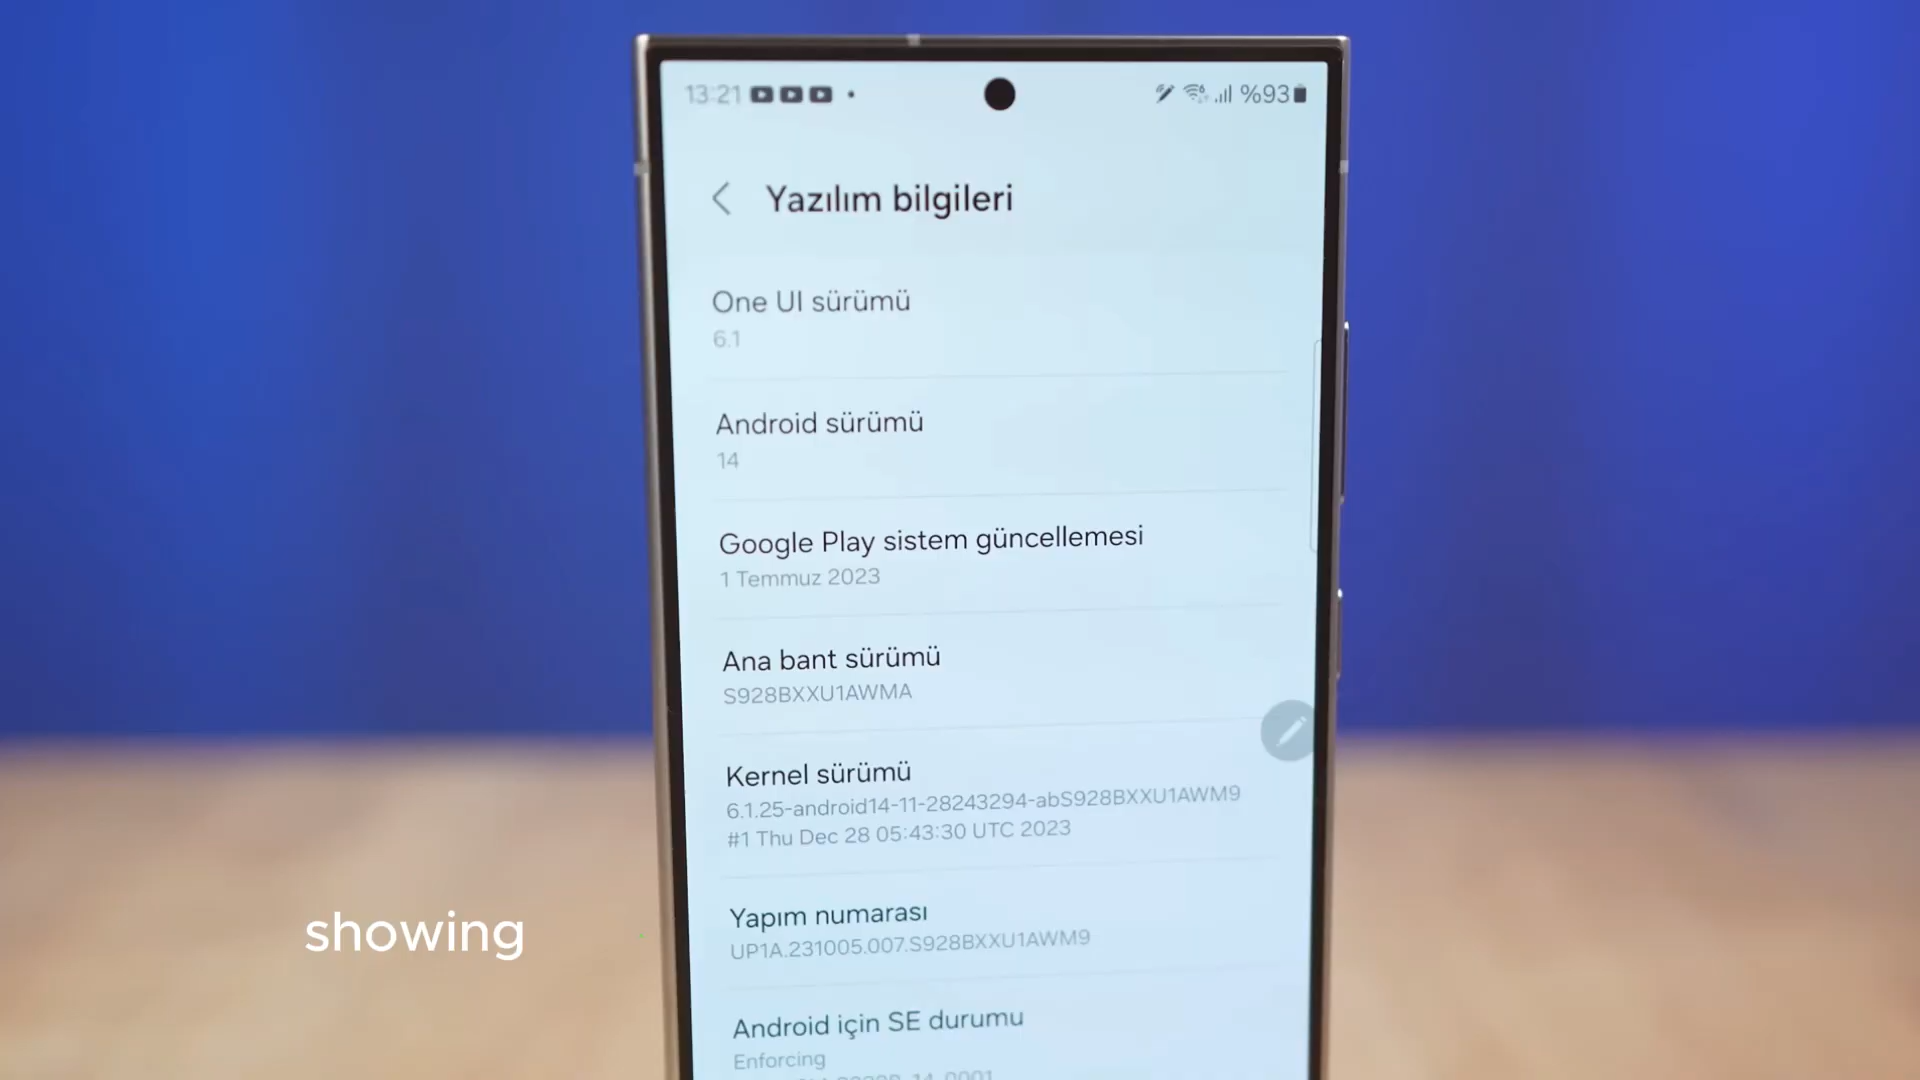 13:21
%93
Yazılım bilgileri
One UI sürümü
6.1
Android sürümü
14
Google Play sistem güncellemesi
1 Temmuz 2023
Ana bant sürümü
S928BXXU1AWMA
Kernel sürümü
6.1.25-android14-11-28243294-abS928BXXU1AWM9
#1 Thu Dec 28 05:43:30 UTC 2023
Yapım numarası
UP1A.231005.007.S928BXXU1AWM9
showing
Android için SE durumu
Enforcing